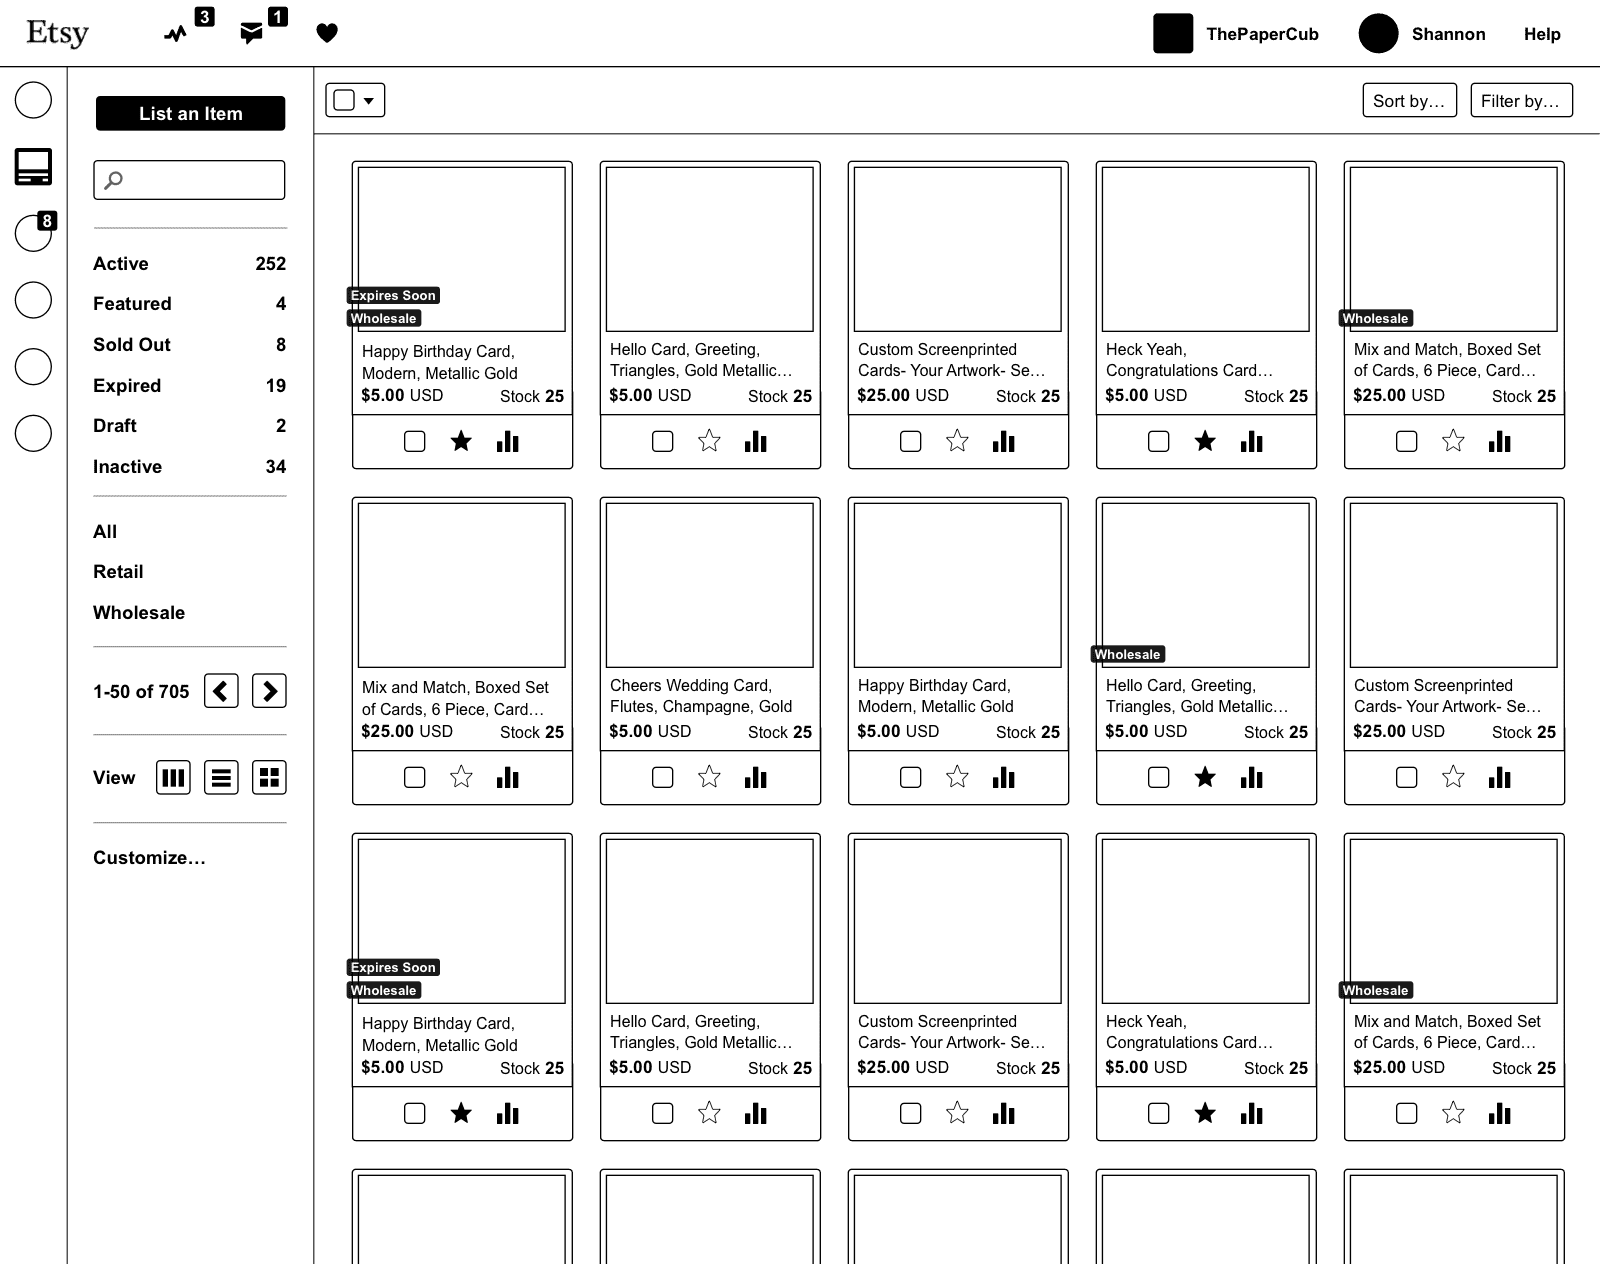 Etsy
3
1
ThePaperCub
Shannon
Help
8
List an Item
Active 252
Featured 4
Sold Out 8
Expired 19
Draft 2
Inactive 34
All
Retail
Wholesale
1-50 of 705
View
Customize...
Sort by...
Filter by...
Expires Soon
Wholesale
Happy Birthday Card,
Modern, Metallic Gold
$5.00 USD Stock 25
Hello Card, Greeting,
Triangles, Gold Metallic...
$5.00 USD Stock 25
Custom Screenprinted
Cards- Your Artwork- Se...
$25.00 USD Stock 25
Heck Yeah,
Congratulations Card...
$5.00 USD Stock 25
Wholesale
Mix and Match, Boxed Set
of Cards, 6 Piece, Card...
$25.00 USD Stock 25
Mix and Match, Boxed Set
of Cards, 6 Piece, Card...
$25.00 USD Stock 25
Cheers Wedding Card,
Flutes, Champagne, Gold
$5.00 USD Stock 25
Happy Birthday Card,
Modern, Metallic Gold
$5.00 USD Stock 25
Wholesale
Hello Card, Greeting,
Triangles, Gold Metallic...
$5.00 USD Stock 25
Custom Screenprinted
Cards- Your Artwork- Se...
$25.00 USD Stock 25
Expires Soon
Wholesale
Happy Birthday Card,
Modern, Metallic Gold
$5.00 USD Stock 25
Hello Card, Greeting,
Triangles, Gold Metallic...
$5.00 USD Stock 25
Custom Screenprinted
Cards- Your Artwork- Se...
$25.00 USD Stock 25
Heck Yeah,
Congratulations Card...
$5.00 USD Stock 25
Wholesale
Mix and Match, Boxed Set
of Cards, 6 Piece, Card...
$25.00 USD Stock 25